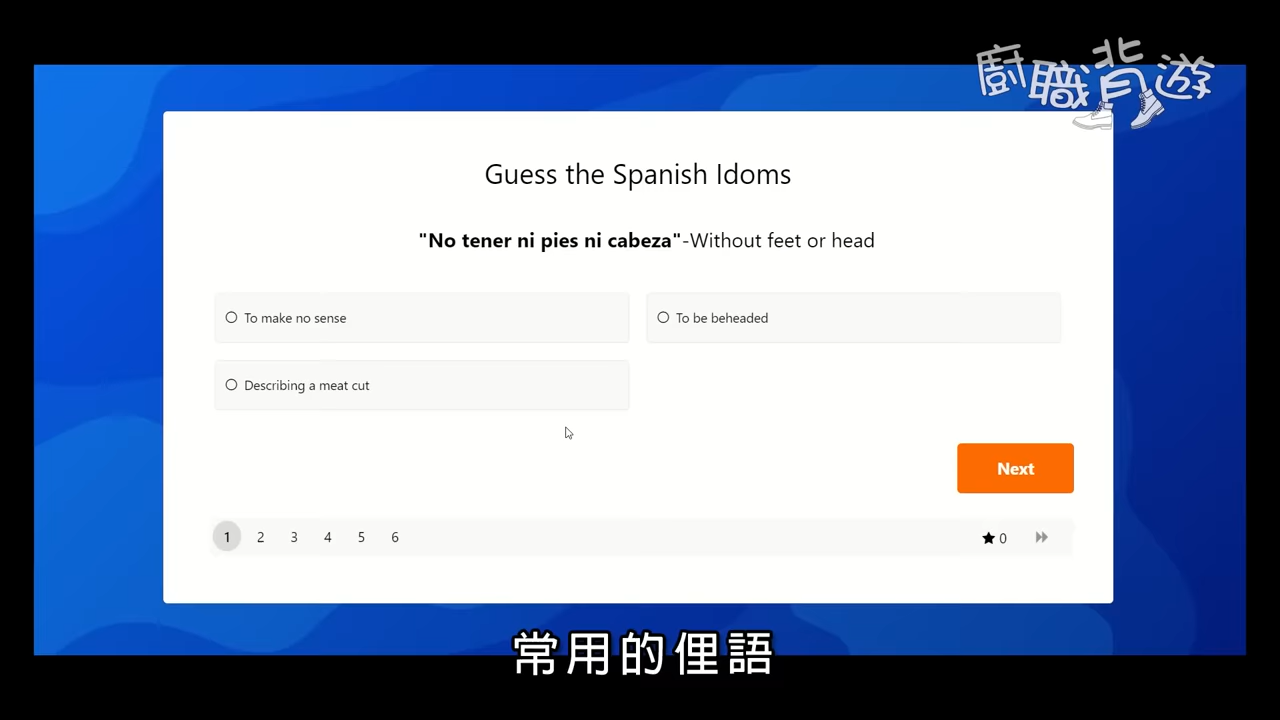 廚職背遊
Guess the Spanish Idoms
"No tener ni pies ni cabeza"-Without feet or head
To make no sense
To be beheaded
Describing a meat cut
Next
1 2 3 4 5 6
0
常用的俚語